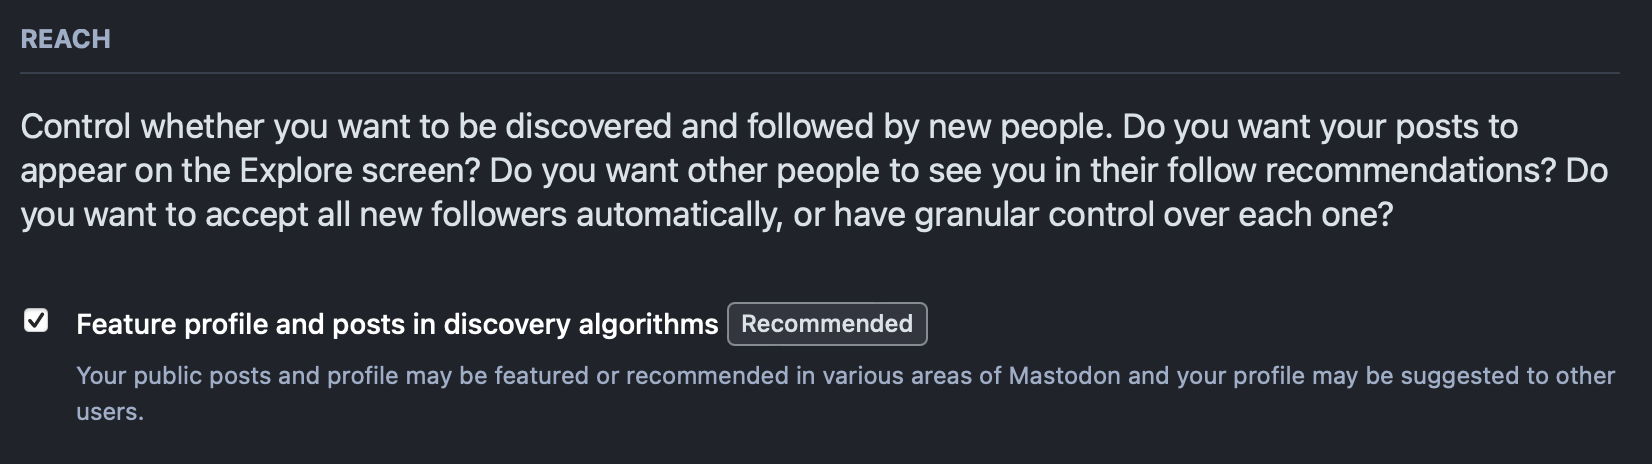 REACH
Control whether you want to be discovered and followed by new people. Do you want your posts to
appear on the Explore screen? Do you want other people to see you in their follow recommendations? Do
you want to accept all new followers automatically, or have granular control over each one?
Feature profile and posts in discovery algorithms Recommended
Your public posts and profile may be featured or recommended in various areas of Mastodon and your profile may be suggested to other
users.